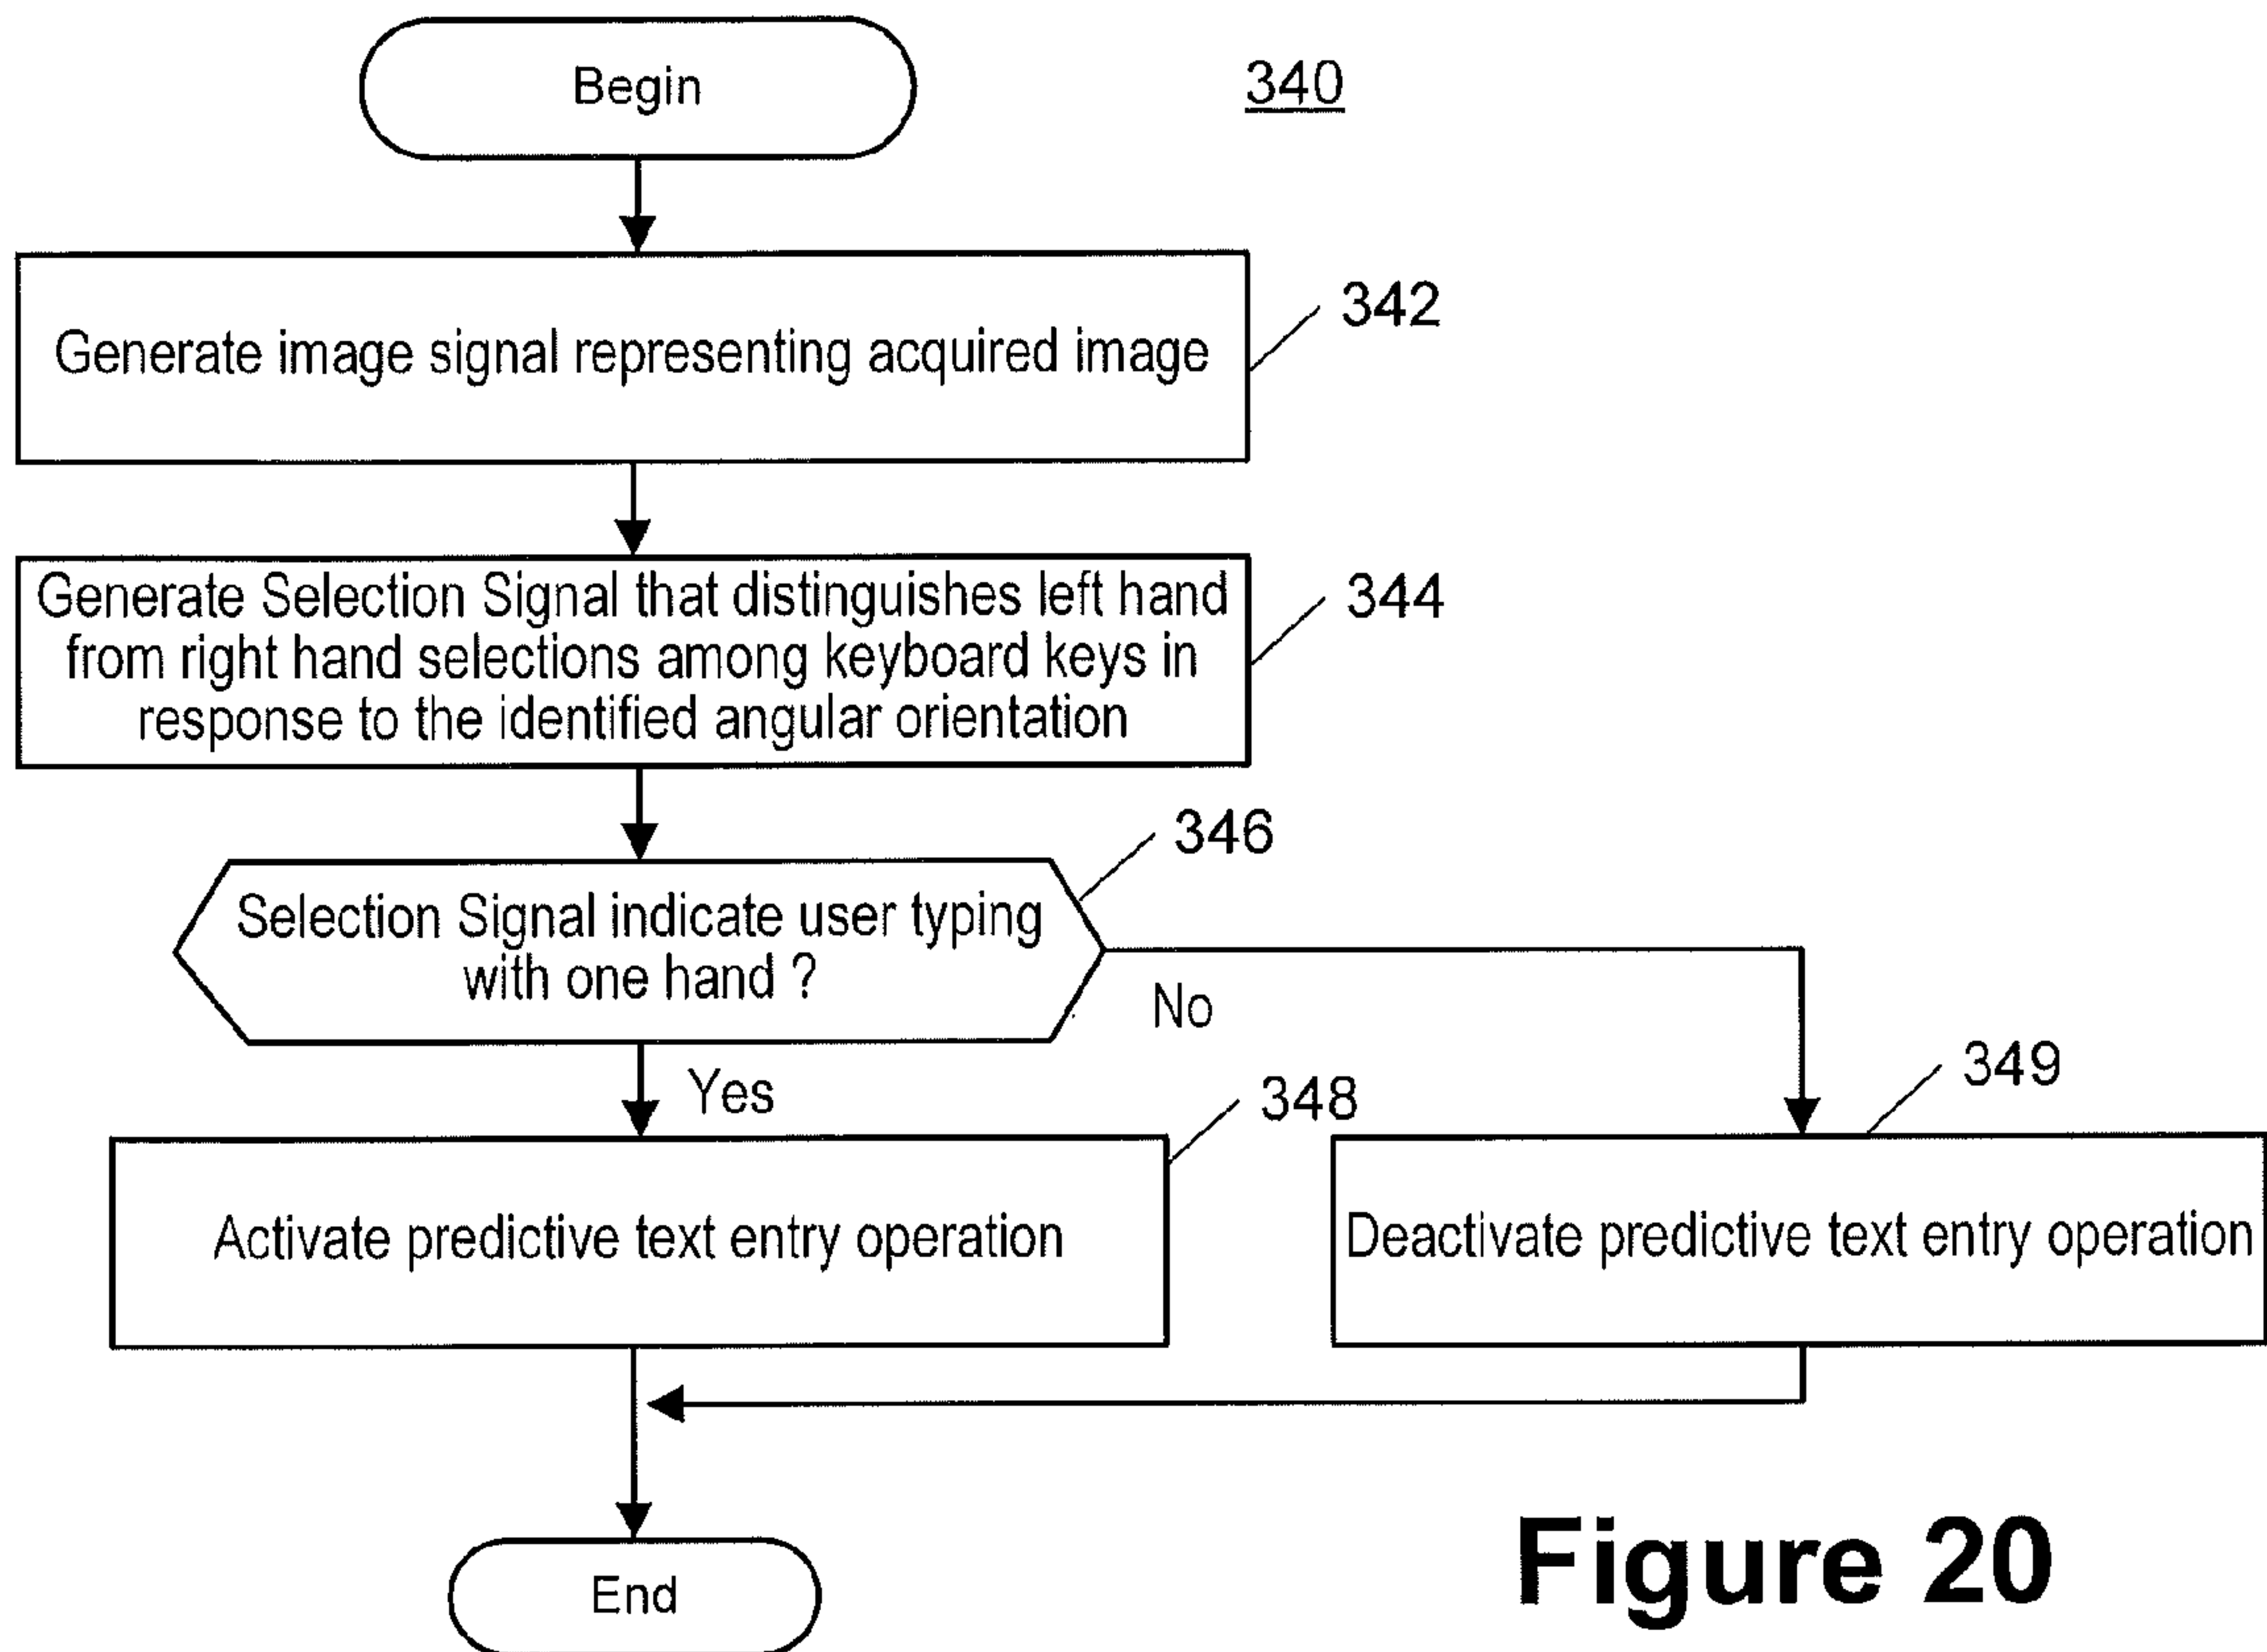 Begin
340
Generate image signal representing acquired image
342
Generate Selection Signal that distinguishes left hand
from right hand selections among keyboard keys in
response to the identified angular orientation
344
346
Selection Signal indicate user typing
with one hand ?
No
Yes
348
349
Activate predictive text entry operation
Deactivate predictive text entry operation
End
Figure 20